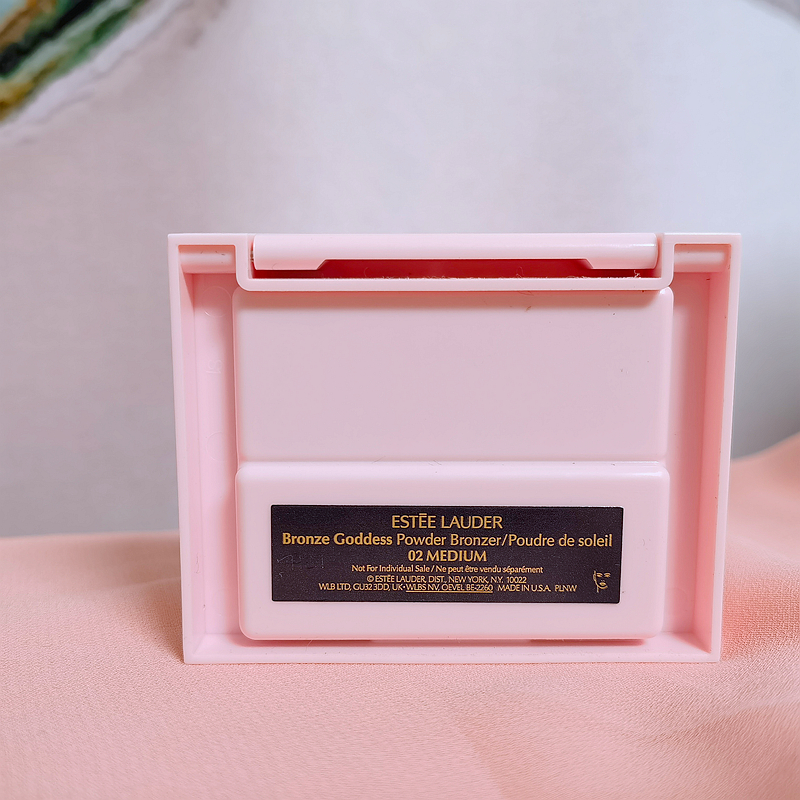 ESTĒE LAUDER
Bronze Goddess Powder Bronzer/Poudre de soleil
02 MEDIUM
Not For Individual Sale / Ne peut être vendu séparément
© ESTĒE LAUDER, DIST., NEW YORK, N.Y. 10022
WLB LTD, GU32 3DD, UK • WLBS NV, OEVEL BE-2260 MADE IN U.S.A. PLNW